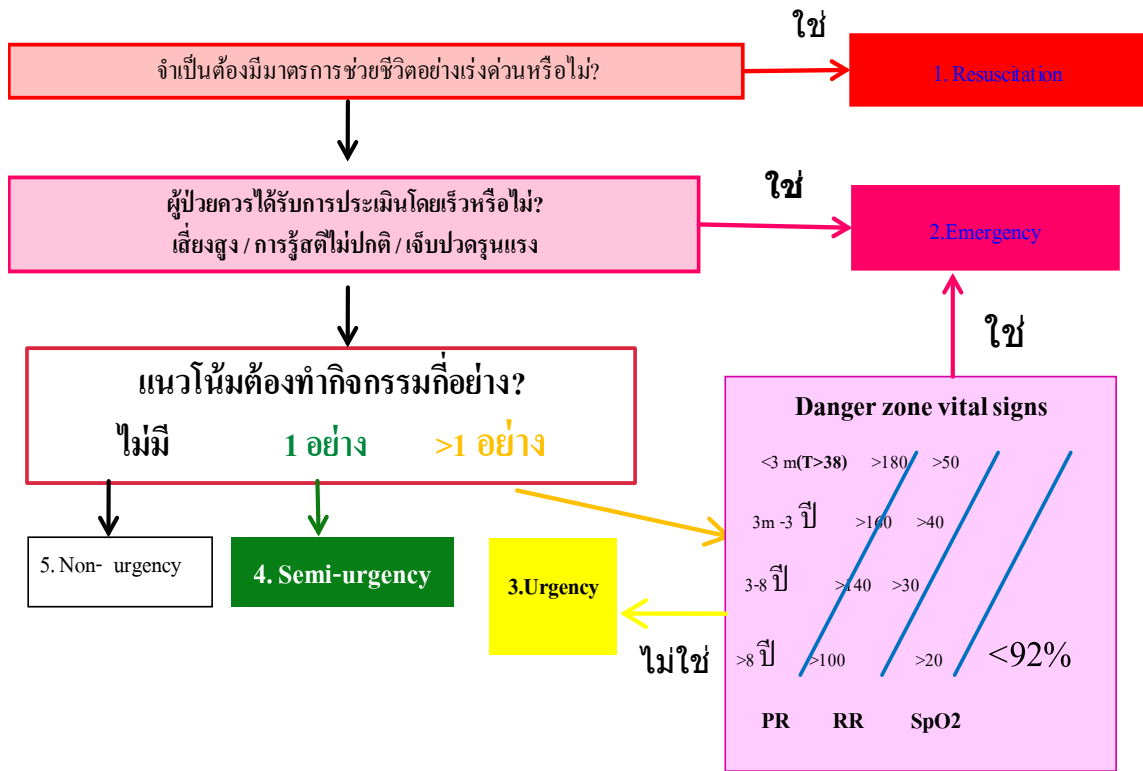 ใช่
จำเป็นต้องมีมาตรการช่วยชีวิตอย่างเร่งด่วนหรือไม่?
1. Resuscitation
ผู้ป่วยควรได้รับการประเมินโดยเร็วหรือไม่?
เสี่ยงสูง / การรู้สติไม่ปกติ / เจ็บปวดรุนแรง
ใช่
2.Emergency
ใช่
แนวโน้มต้องทำกิจกรรมกี่อย่าง?
ไม่มี 1 อย่าง >1 อย่าง
5. Non- urgency
4. Semi-urgency
3.Urgency
ไม่ใช่
Danger zone vital signs
<3 m(T>38) >180 >50
3m -3 ปี >160 >40
3-8 ปี >140 >30
>8 ปี >100 >20 <92%
PR RR SpO2